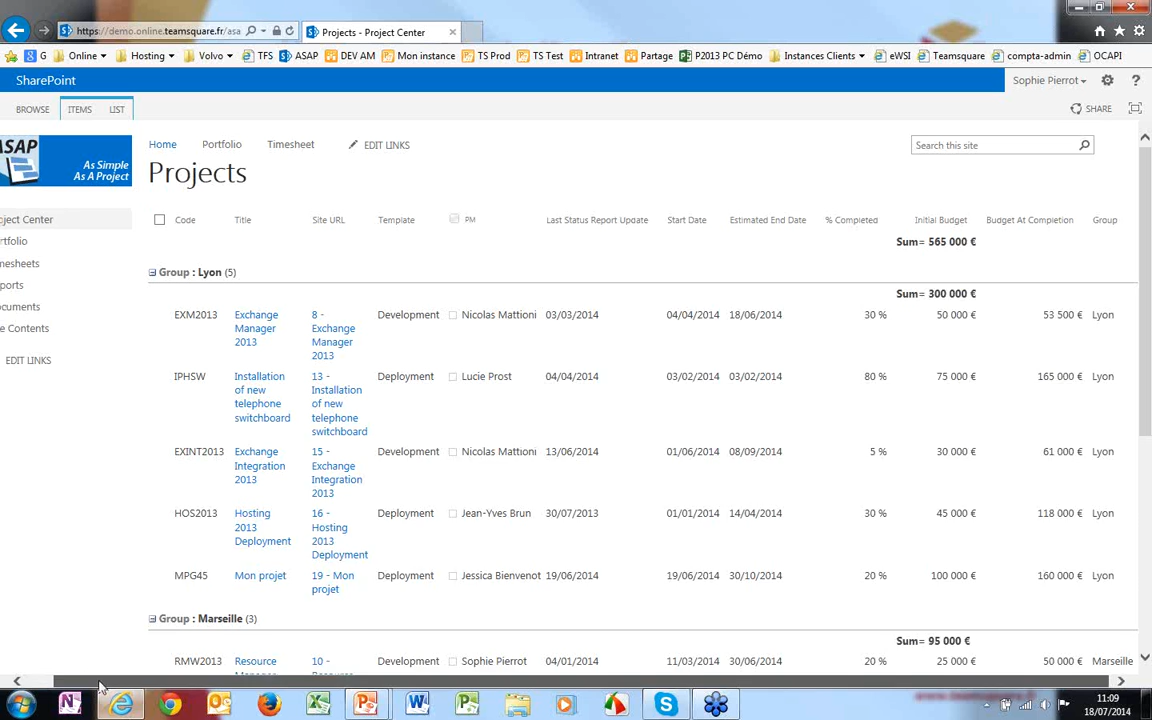 https://demo.online.teamsquare.fr/asa
Projects - Project Center
G Online Hosting Volvo TFS ASAP DEV AM Mon instance TS Prod TS Test Intranet Partage P2013 PC Démo Instances Clients eWSI Teamsquare compta-admin OCAPI
SharePoint
Sophie Pierrot
?
BROWSE ITEMS LIST
SHARE
ASAP
As Simple
As A Project
Home Portfolio Timesheet EDIT LINKS
Search this site
Projects
ject Center
rtfolio
mesheets
ports
cuments
e Contents
EDIT LINKS
Code Title Site URL Template PM Last Status Report Update Start Date Estimated End Date % Completed Initial Budget Budget At Completion Group
Sum= 565 000 €
Group : Lyon (5)
Sum= 300 000 €
EXM2013 Exchange Manager 2013 8 - Exchange Manager 2013 Development Nicolas Mattioni 03/03/2014 04/04/2014 18/06/2014 30 % 50 000 € 53 500 € Lyon
IPHSW Installation of new telephone switchboard 13 - Installation of new telephone switchboard Deployment Lucie Prost 04/04/2014 03/02/2014 03/02/2014 80 % 75 000 € 165 000 € Lyon
EXINT2013 Exchange Integration 2013 15 - Exchange Integration 2013 Development Nicolas Mattioni 13/06/2014 01/06/2014 08/09/2014 5 % 30 000 € 61 000 € Lyon
HOS2013 Hosting 2013 Deployment 16 - Hosting 2013 Deployment Deployment Jean-Yves Brun 30/07/2013 01/01/2014 14/04/2014 30 % 45 000 € 118 000 € Lyon
MPG45 Mon projet 19 - Mon projet Deployment Jessica Bienvenot 19/06/2014 19/06/2014 30/10/2014 20 % 100 000 € 160 000 € Lyon
Group : Marseille (3)
Sum= 95 000 €
RMW2013 Resource 10 - Development Sophie Pierrot 04/01/2014 11/03/2014 30/06/2014 20 % 25 000 € 50 000 € Marseille
11:09
18/07/2014